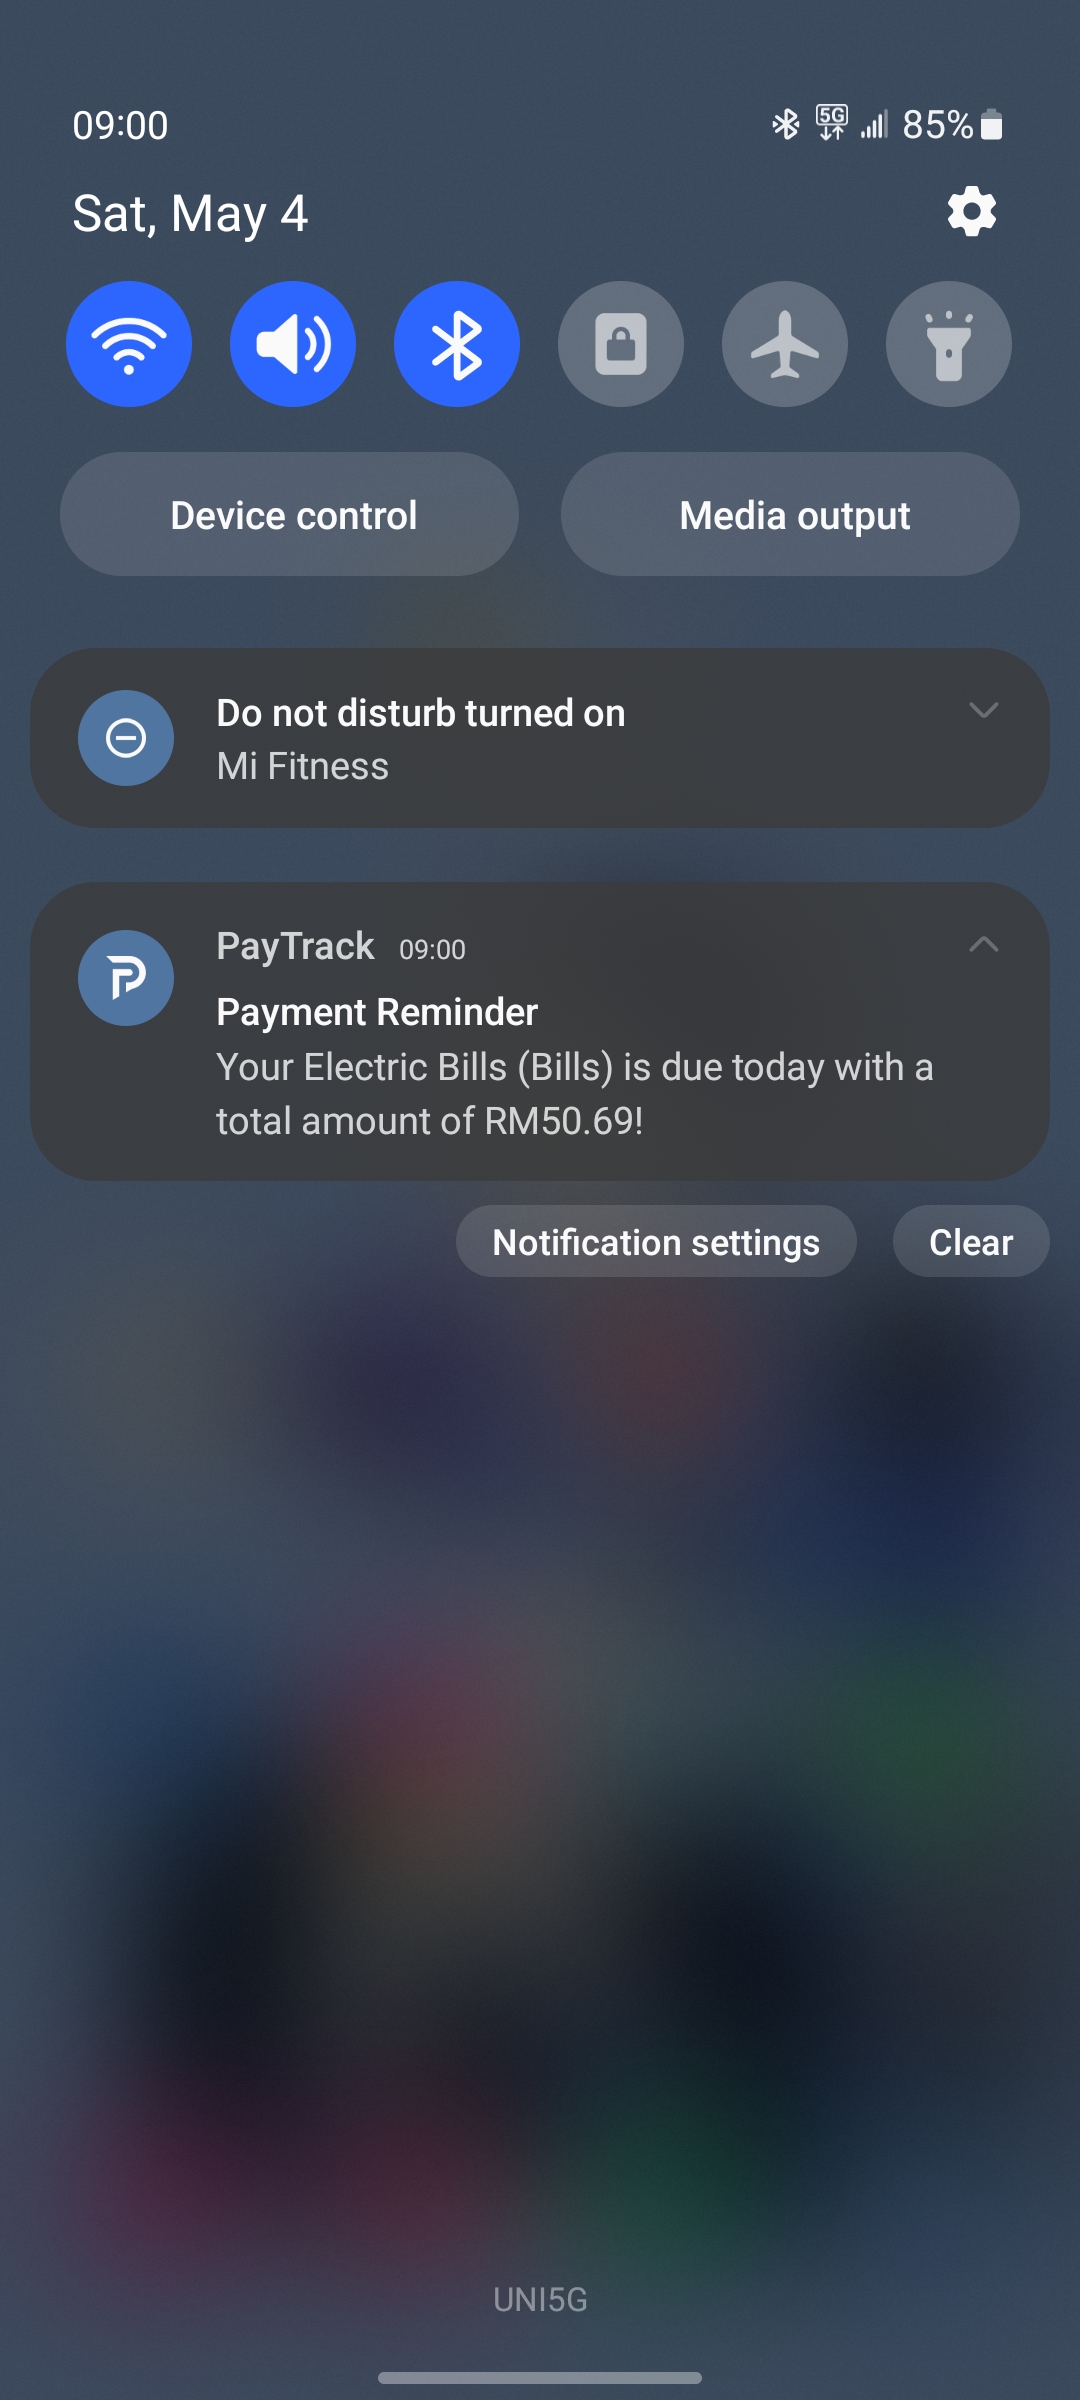 09:00
5G
85%
Sat, May 4
Device control
Media output
Do not disturb turned on
Mi Fitness
PayTrack 09:00
Payment Reminder
Your Electric Bills (Bills) is due today with a
total amount of RM50.69!
Notification settings
Clear
UNI5G